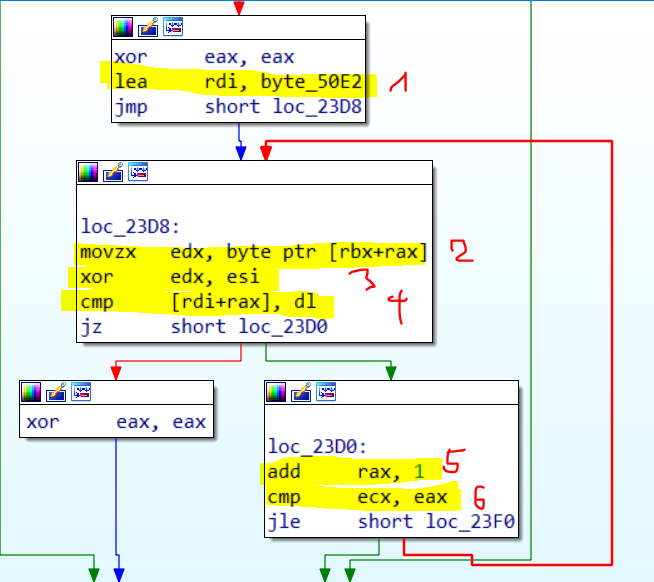 xor eax, eax
lea rdi, byte_50E2 1
jmp short loc_23D8
loc_23D8:
movzx edx, byte ptr [rbx+rax] 2
xor edx, esi 3
cmp [rdi+rax], dl 4
jz short loc_23D0
xor eax, eax
loc_23D0:
add rax, 1 5
cmp ecx, eax 6
jle short loc_23F0